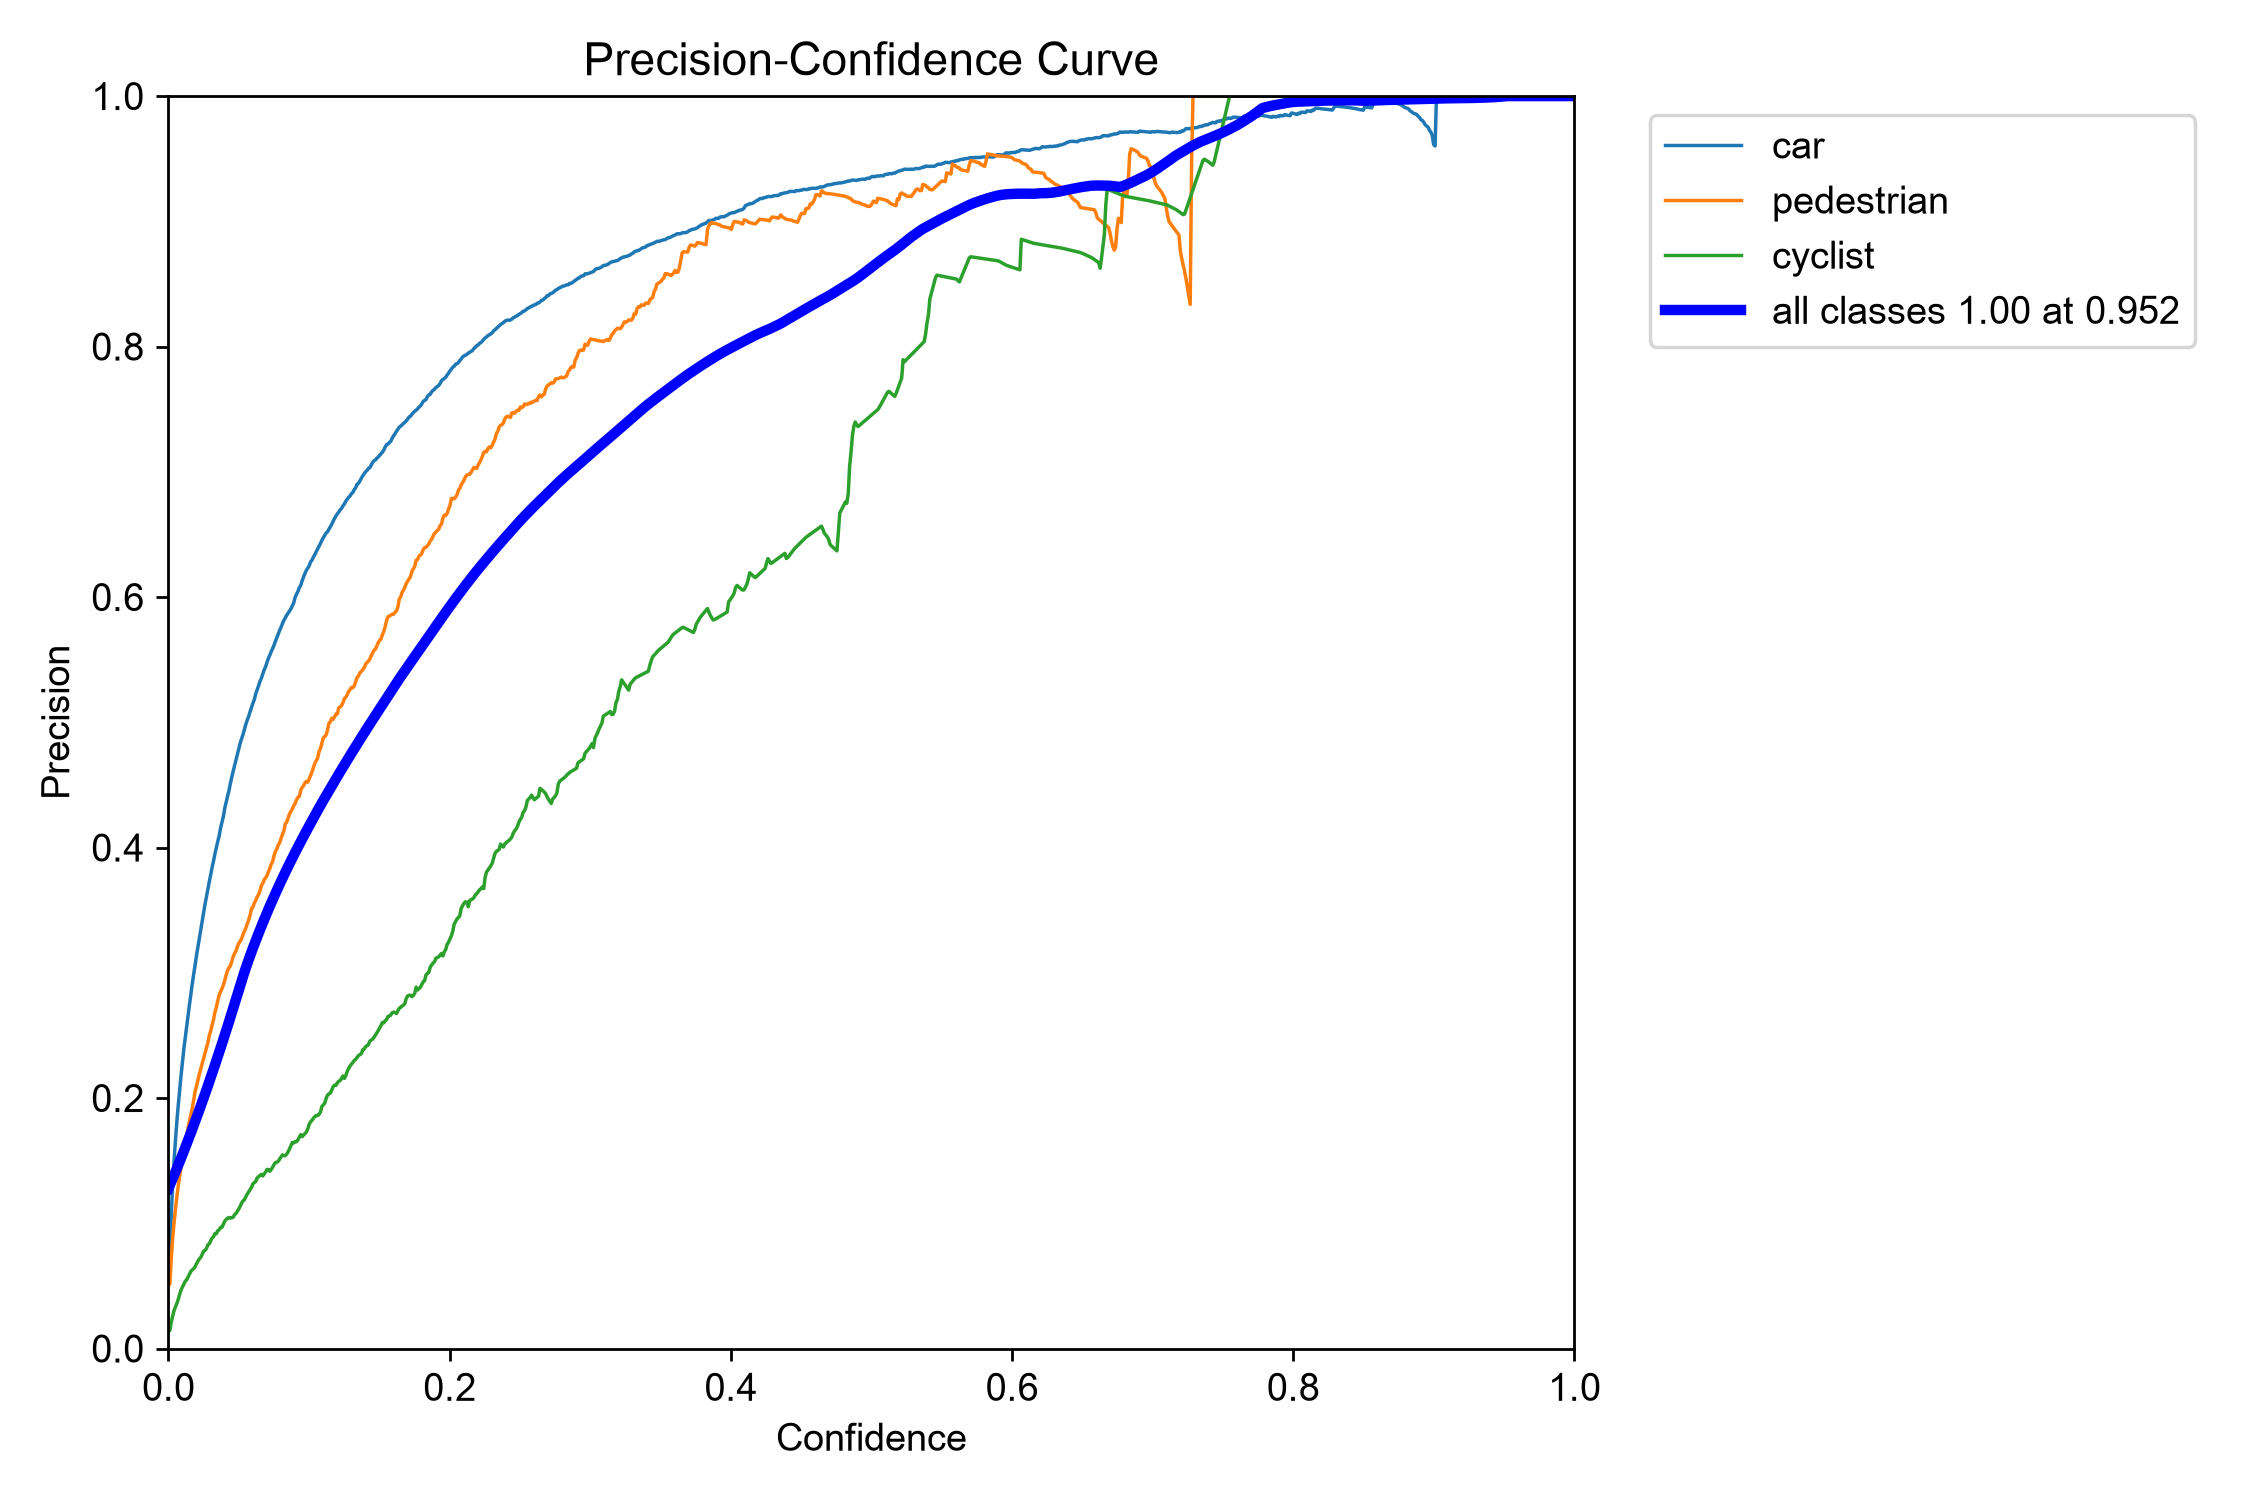 Precision-Confidence Curve
1.0
0.8
0.6
0.4
0.2
0.0
Precision
0.0 0.2 0.4 0.6 0.8 1.0
Confidence
car
pedestrian
cyclist
all classes 1.00 at 0.952